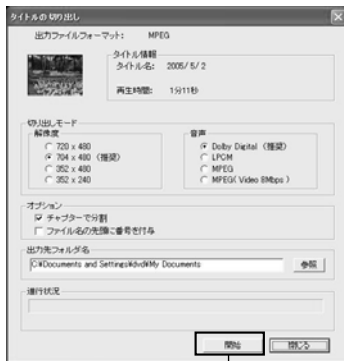 タイトルの切り出し
出力ファイルフォーマット: MPEG
タイトル情報
タイトル名: 2005/ 5/ 2
再生時間: 1分11秒
切り出しモード
解像度
720 x 480
704 x 480 (推奨)
352 x 480
352 x 240
音声
Dolby Digital (推奨)
LPCM
MPEG
MPEG( Video 8Mbps )
オプション
チャプターで分割
ファイル名の先頭に番号を付与
出力先フォルダ名
C:¥Documents and Settings¥dvd¥My Documents
参照
進行状況
開始
閉じる